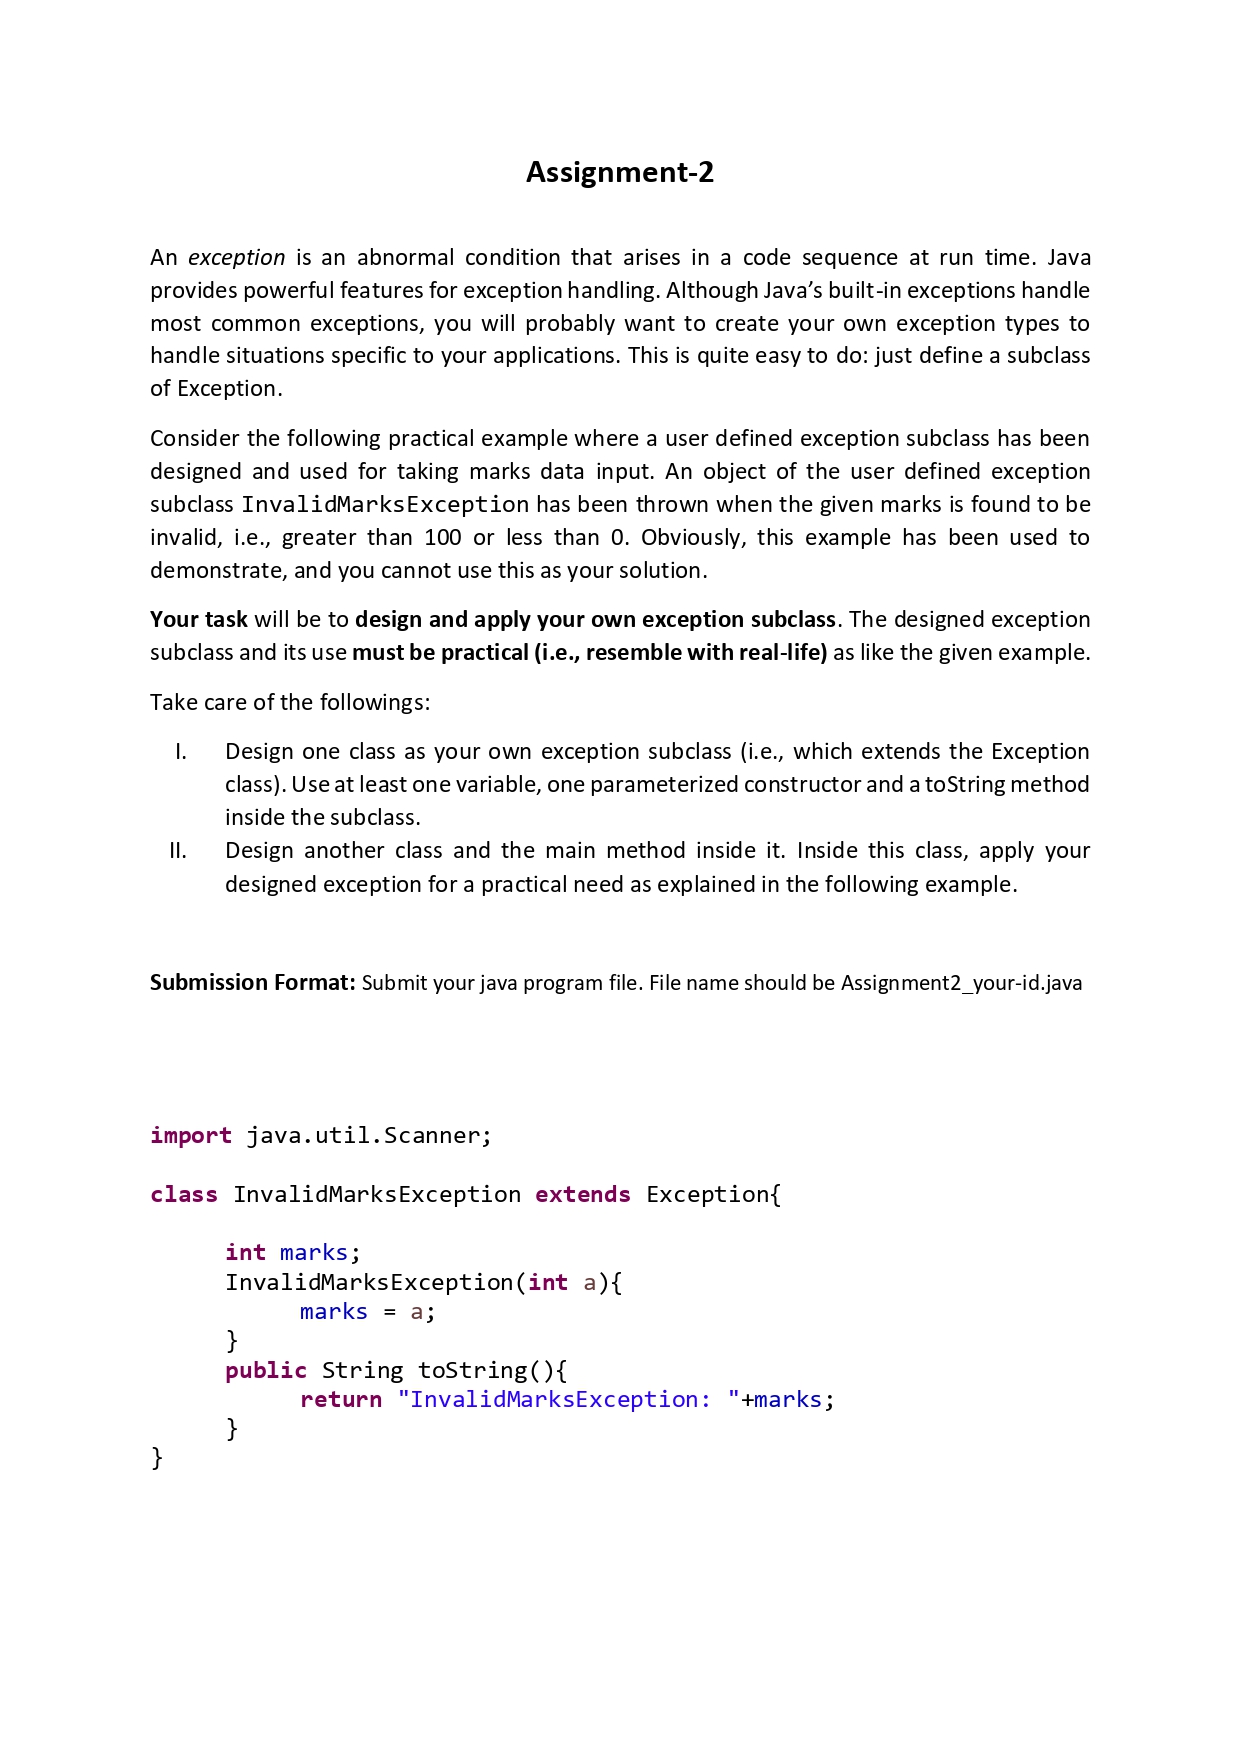 Assignment-2
An exception is an abnormal condition that arises in a code sequence at run time. Java
provides powerful features for exception handling. Although Java’s built-in exceptions handle
most common exceptions, you will probably want to create your own exception types to
handle situations specific to your applications. This is quite easy to do: just define a subclass
of Exception.
Consider the following practical example where a user defined exception subclass has been
designed and used for taking marks data input. An object of the user defined exception
subclass InvalidMarksException has been thrown when the given marks is found to be
invalid, i.e., greater than 100 or less than 0. Obviously, this example has been used to
demonstrate, and you cannot use this as your solution.
Your task will be to design and apply your own exception subclass. The designed exception
subclass and its use must be practical (i.e., resemble with real-life) as like the given example.
Take care of the followings:
I. Design one class as your own exception subclass (i.e., which extends the Exception
class). Use at least one variable, one parameterized constructor and a toString method
inside the subclass.
II. Design another class and the main method inside it. Inside this class, apply your
designed exception for a practical need as explained in the following example.
Submission Format: Submit your java program file. File name should be Assignment2_your-id.java
import java.util.Scanner;
class InvalidMarksException extends Exception{
int marks;
InvalidMarksException(int a){
marks = a;
}
public String toString(){
return "InvalidMarksException: "+marks;
}
}